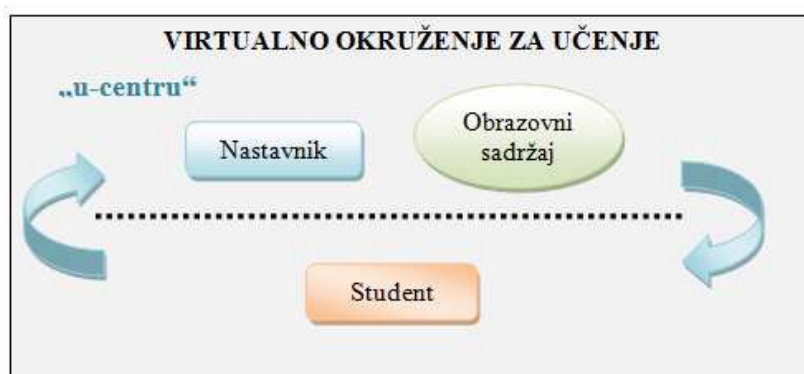 VIRTUALNO OKRUŽENJE ZA UČENJE
„u-centru“
Nastavnik
Obrazovni
sadržaj
Student